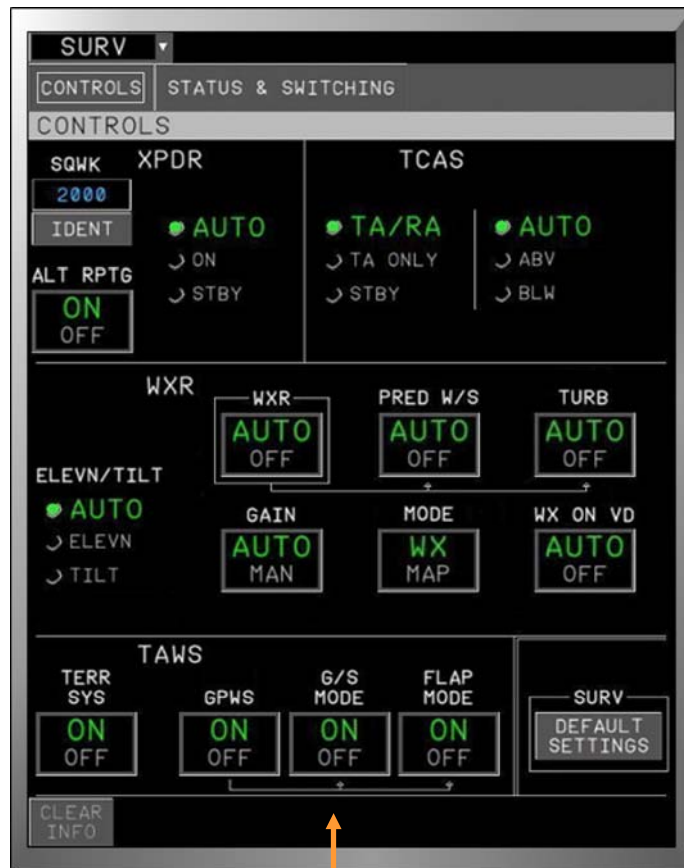 SURV
CONTROLS STATUS & SWITCHING
CONTROLS
SQWK XPDR TCAS
2000
IDENT AUTO TA/RA AUTO
ON TA ONLY ABV
ALT RPTG STBY STBY BLW
ON
OFF
WXR WXR PRED W/S TURB
AUTO AUTO AUTO
OFF OFF OFF
ELEVN/TILT
AUTO GAIN MODE WX ON VD
ELEVN AUTO WX AUTO
TILT MAN MAP OFF
TAWS
TERR SYS GPWS G/S MODE FLAP MODE SURV
ON ON ON ON DEFAULT
OFF OFF OFF OFF SETTINGS
CLEAR
INFO